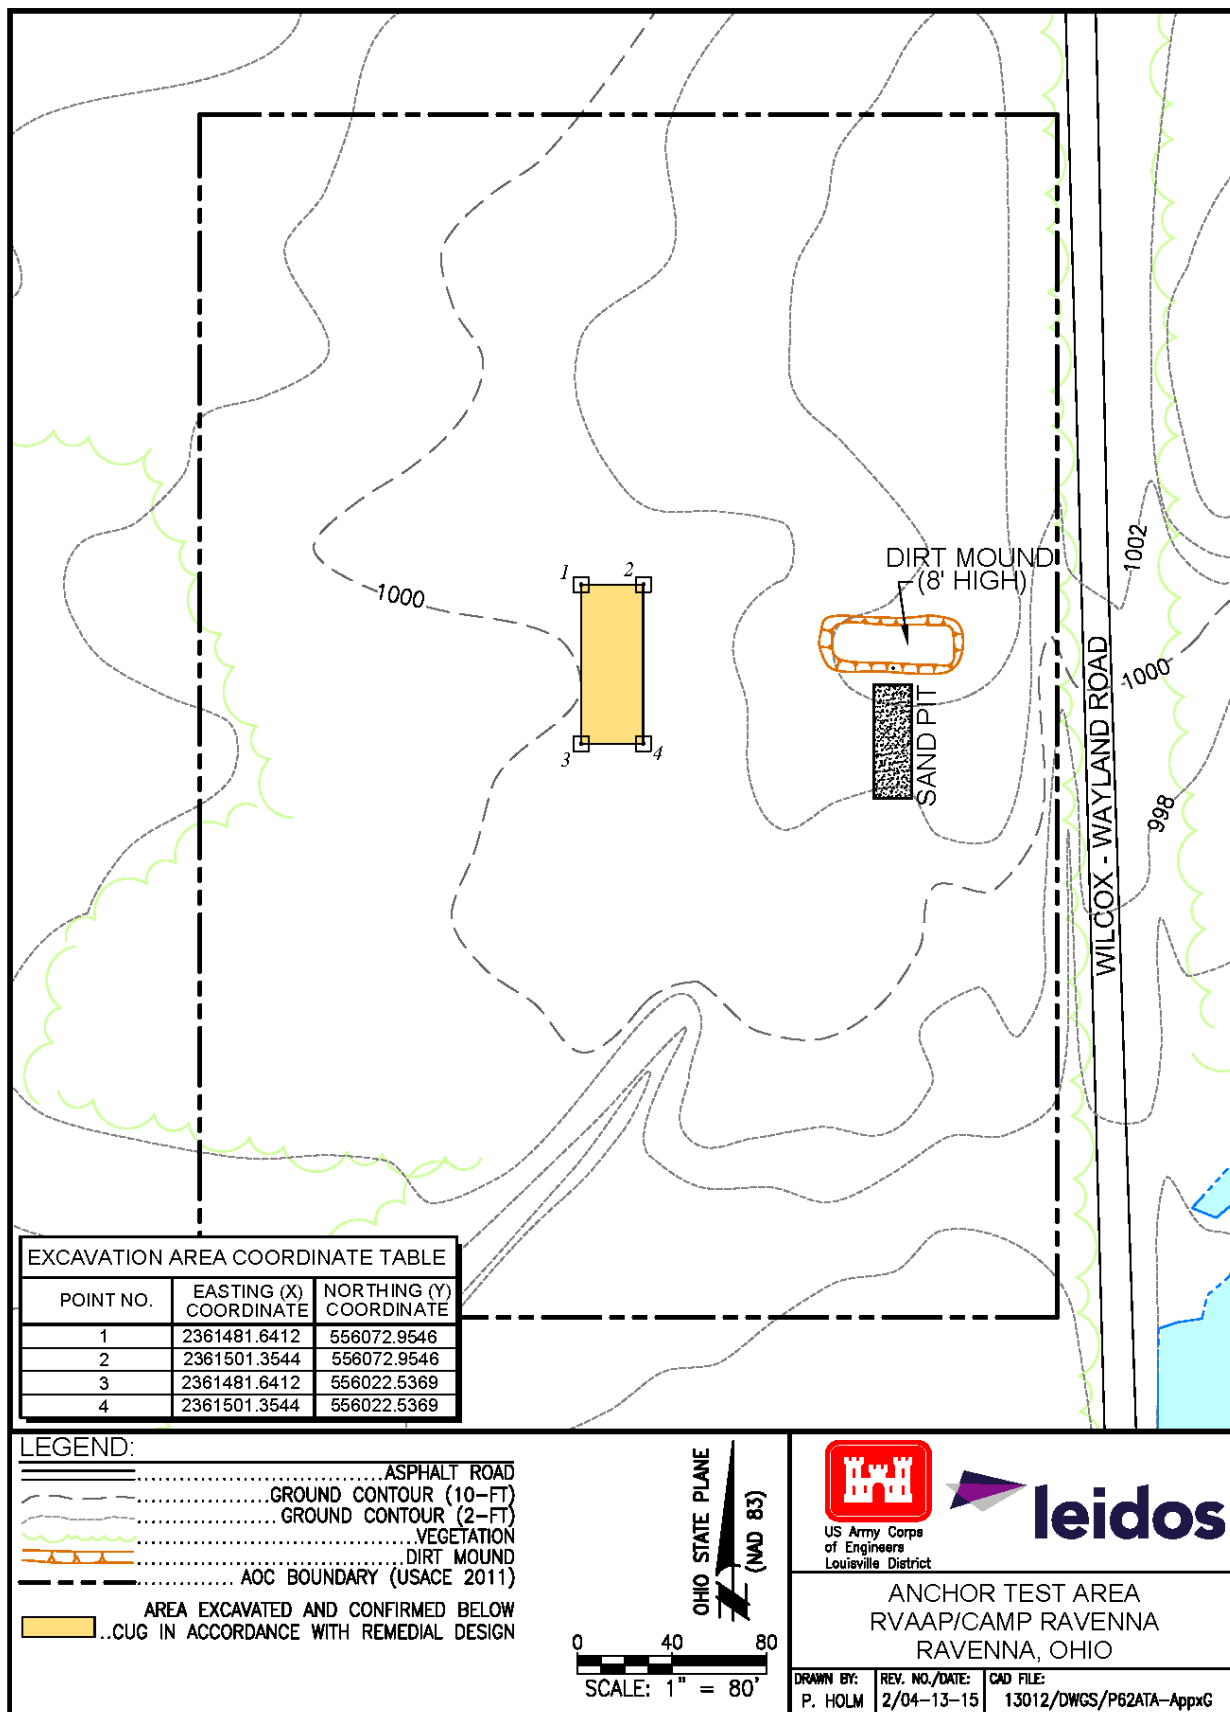 DIRT MOUND
(8' HIGH)
1002
1 2
1000
WILCOX - WAYLAND ROAD
1000
SAND PIT
3 4
998
EXCAVATION AREA COORDINATE TABLE
POINT NO. EASTING (X) COORDINATE NORTHING (Y) COORDINATE
1 2361481.6412 556072.9546
2 2361501.3544 556072.9546
3 2361481.6412 556022.5369
4 2361501.3544 556022.5369
LEGEND:
ASPHALT ROAD
GROUND CONTOUR (10-FT)
GROUND CONTOUR (2-FT)
VEGETATION
DIRT MOUND
AOC BOUNDARY (USACE 2011)
AREA EXCAVATED AND CONFIRMED BELOW
CUG IN ACCORDANCE WITH REMEDIAL DESIGN
OHIO STATE PLANE
(NAD 83)
0 40 80
SCALE: 1" = 80'
US Army Corps
of Engineers
Louisville District
leidos
ANCHOR TEST AREA
RVAAP/CAMP RAVENNA
RAVENNA, OHIO
DRAWN BY: REV. NO./DATE: CAD FILE:
P. HOLM 2/04-13-15 13012/DWGS/P62ATA-AppxG